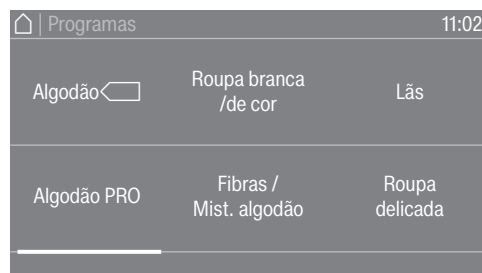 | Programas 11:02
Algodão
Roupa branca
/de cor
Lãs
Algodão PRO
Fibras /
Mist. algodão
Roupa
delicada